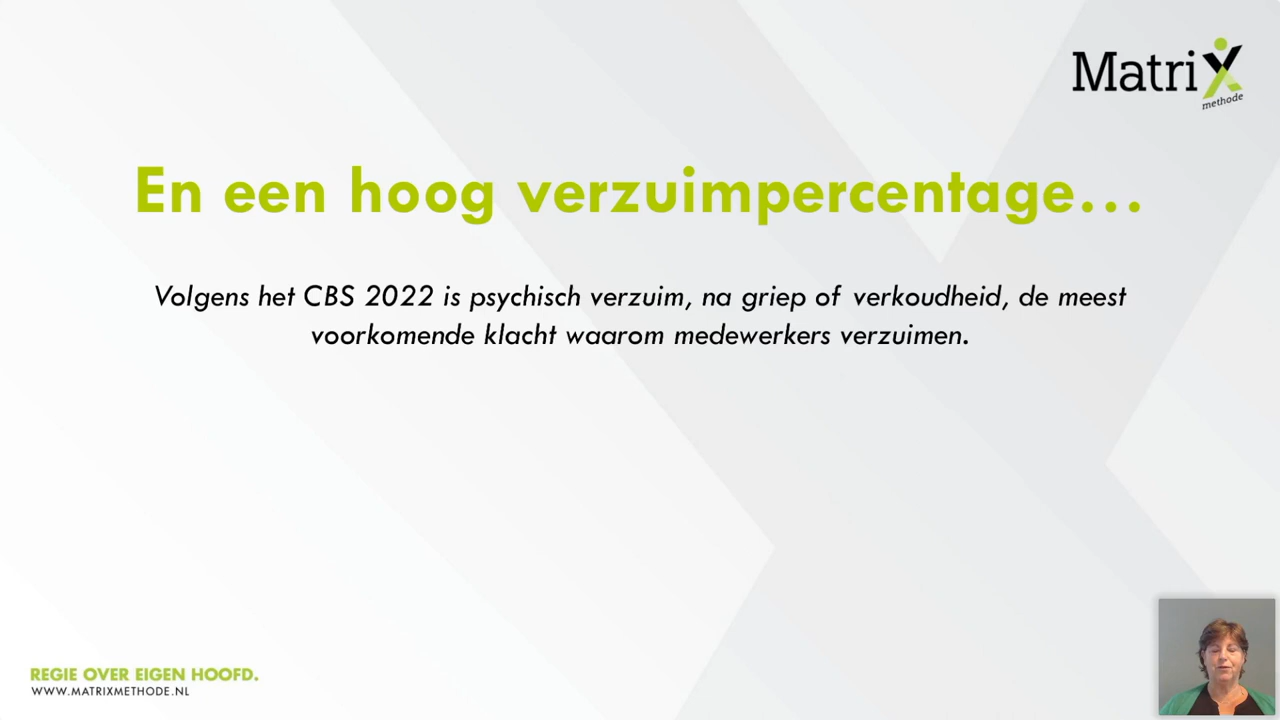 MatriX
methode
En een hoog verzuimpercentage...
Volgens het CBS 2022 is psychisch verzuim, na griep of verkoudheid, de meest
voorkomende klacht waarom medewerkers verzuimen.
REGIE OVER EIGEN HOOFD.
WWW.MATRIXMETHODE.NL